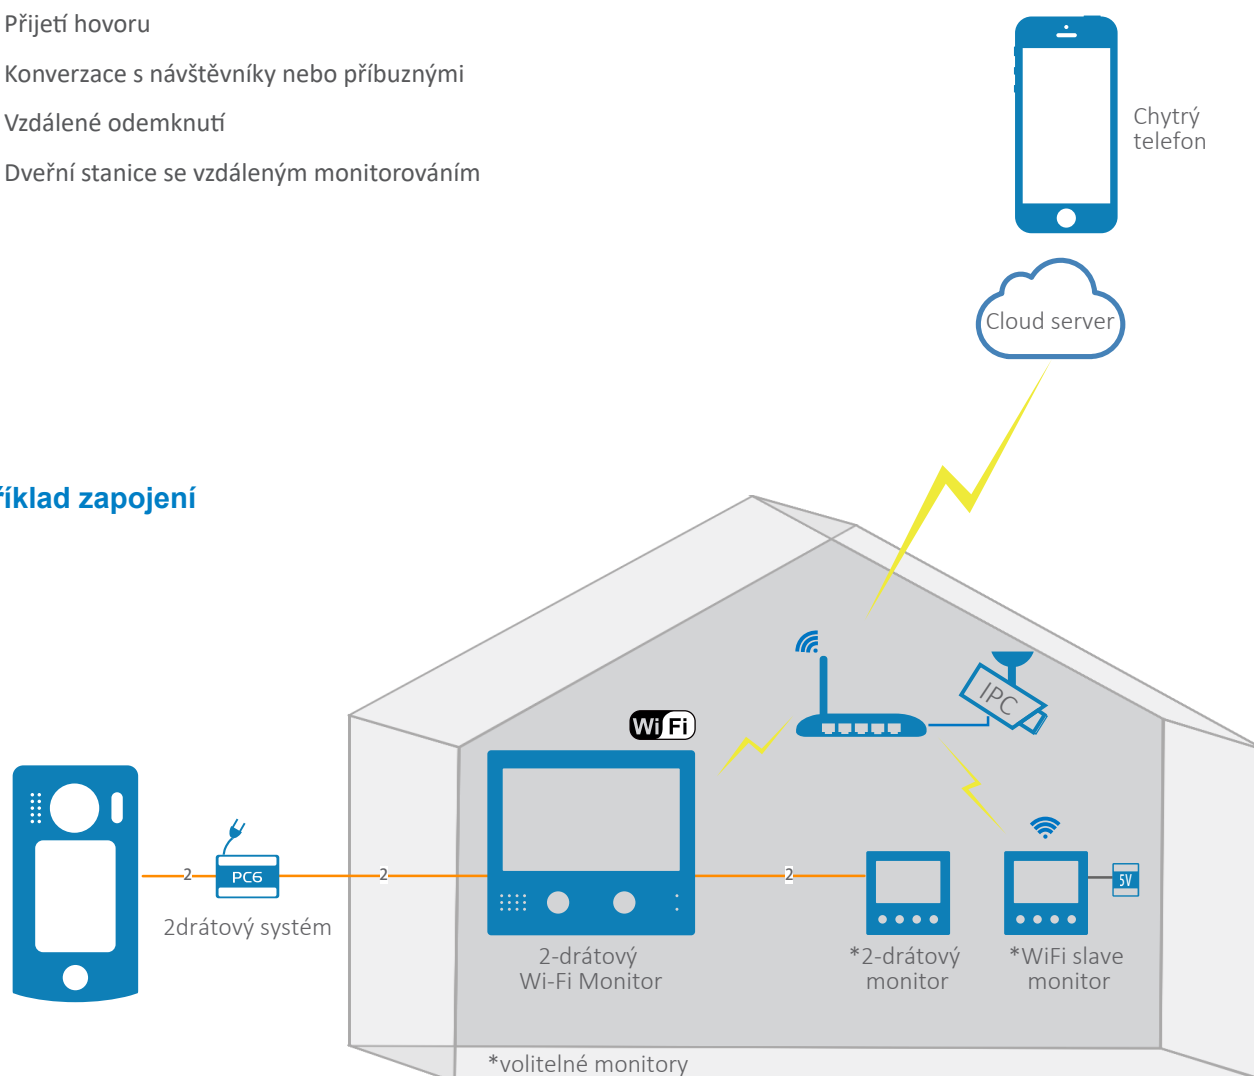 Přijetí hovoru
Konverzace s návštěvníky nebo příbuznými
Vzdálené odemknutí
Dveřní stanice se vzdáleným monitorováním
Chytrý
telefon
Cloud server
říklad zapojení
IPC
WiFi
2
PC6
2
2
5V
2drátový systém
2-drátový
Wi-Fi Monitor
*2-drátový
monitor
*WiFi slave
monitor
*volitelné monitory